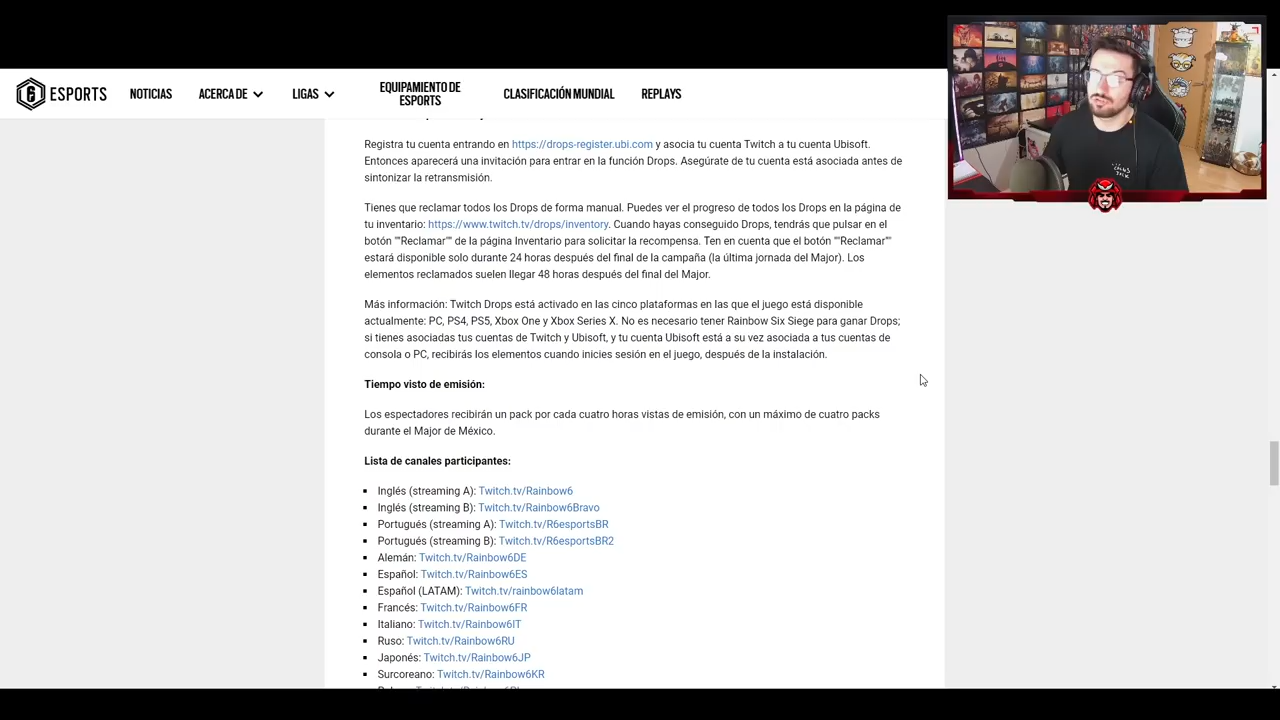 ESPORTS
NOTICIAS
ACERCA DE
LIGAS
EQUIPAMIENTO DE
ESPORTS
CLASIFICACIÓN MUNDIAL
REPLAYS
Registra tu cuenta entrando en https://drops-register.ubi.com y asocia tu cuenta Twitch a tu cuenta Ubisoft.
Entonces aparecerá una invitación para entrar en la función Drops. Asegúrate de tu cuenta está asociada antes de
sintonizar la retransmisión.
Tienes que reclamar todos los Drops de forma manual. Puedes ver el progreso de todos los Drops en la página de
tu inventario: https://www.twitch.tv/drops/inventory. Cuando hayas conseguido Drops, tendrás que pulsar en el
botón ""Reclamar"" de la página Inventario para solicitar la recompensa. Ten en cuenta que el botón ""Reclamar""
estará disponible solo durante 24 horas después del final de la campaña (la última jornada del Major). Los
elementos reclamados suelen llegar 48 horas después del final del Major.
Más información: Twitch Drops está activado en las cinco plataformas en las que el juego está disponible
actualmente: PC, PS4, PS5, Xbox One y Xbox Series X. No es necesario tener Rainbow Six Siege para ganar Drops;
si tienes asociadas tus cuentas de Twitch y Ubisoft, y tu cuenta Ubisoft está a su vez asociada a tus cuentas de
consola o PC, recibirás los elementos cuando inicies sesión en el juego, después de la instalación.
Tiempo visto de emisión:
Los espectadores recibirán un pack por cada cuatro horas vistas de emisión, con un máximo de cuatro packs
durante el Major de México.
Lista de canales participantes:
Inglés (streaming A): Twitch.tv/Rainbow6
Inglés (streaming B): Twitch.tv/Rainbow6Bravo
Portugués (streaming A): Twitch.tv/R6esportsBR
Portugués (streaming B): Twitch.tv/R6esportsBR2
Alemán: Twitch.tv/Rainbow6DE
Español: Twitch.tv/Rainbow6ES
Español (LATAM): Twitch.tv/rainbow6latam
Francés: Twitch.tv/Rainbow6FR
Italiano: Twitch.tv/Rainbow6IT
Ruso: Twitch.tv/Rainbow6RU
Japonés: Twitch.tv/Rainbow6JP
Surcoreano: Twitch.tv/Rainbow6KR